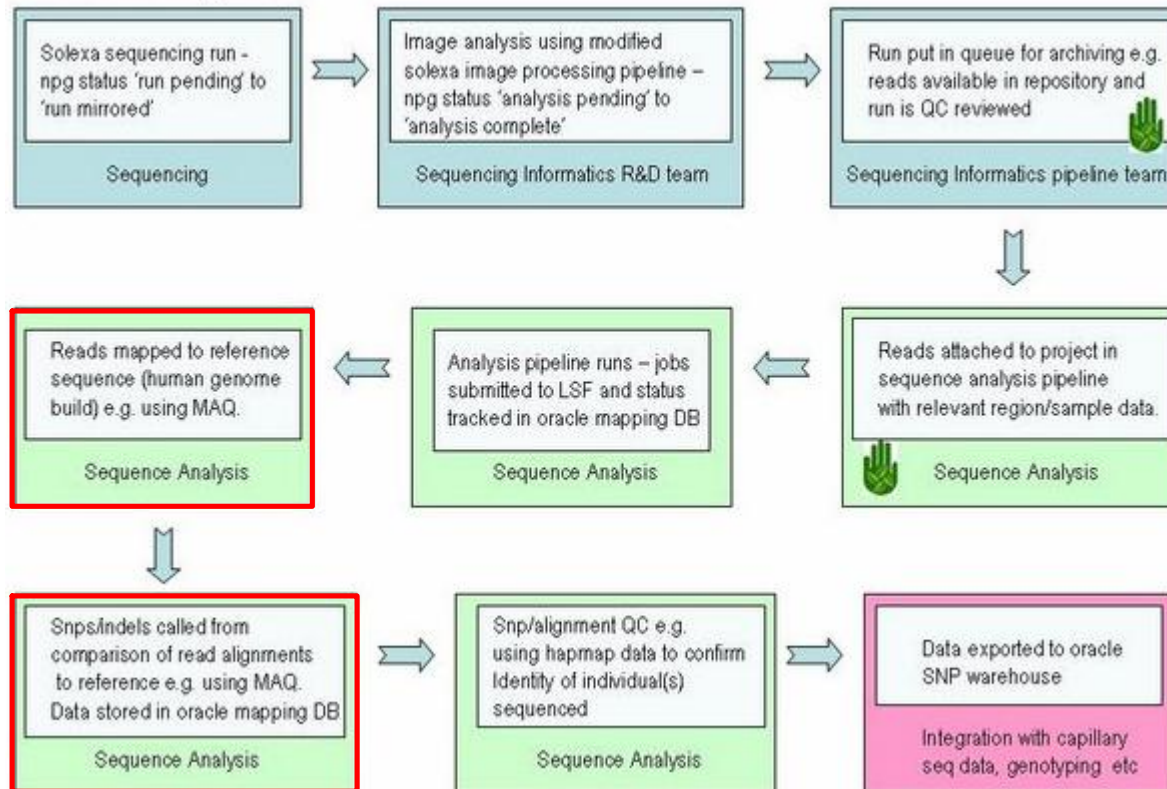 Solexa sequencing run -
npg status 'run pending' to
'run mirrored'
Sequencing
Image analysis using modified
solexa image processing pipeline –
npg status 'analysis pending' to
'analysis complete'
Sequencing Informatics R&D team
Run put in queue for archiving e.g.
reads available in repository and
run is QC reviewed
Sequencing Informatics pipeline team
Reads attached to project in
sequence analysis pipeline
with relevant region/sample data.
Sequence Analysis
Analysis pipeline runs – jobs
submitted to LSF and status
tracked in oracle mapping DB
Sequence Analysis
Reads mapped to reference
sequence (human genome
build) e.g. using MAQ.
Sequence Analysis
Snps/indels called from
comparison of read alignments
to reference e.g. using MAQ.
Data stored in oracle mapping DB
Sequence Analysis
Snp/alignment QC e.g.
using hapmap data to confirm
Identity of individual(s)
sequenced
Sequence Analysis
Data exported to oracle
SNP warehouse
Integration with capillary
seq data, genotyping etc